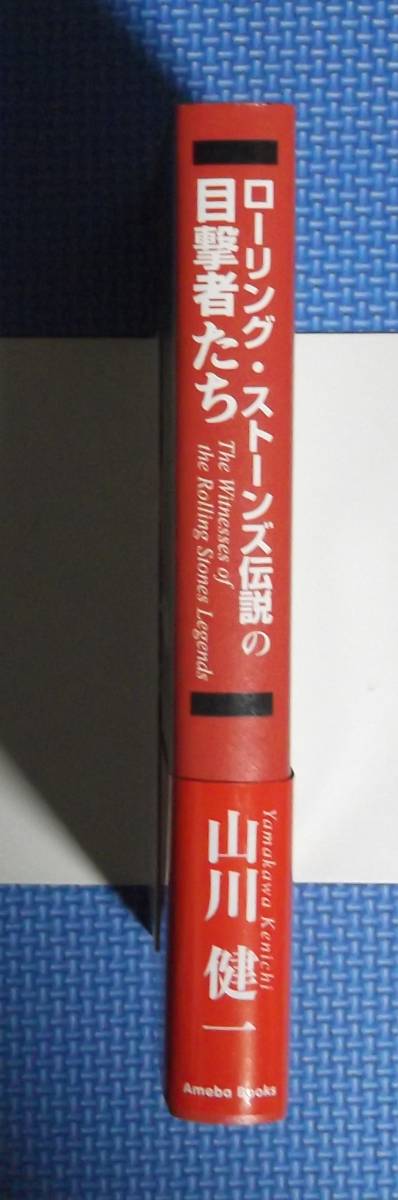 ローリング・ストーンズ伝説の
目撃者たち
The Witnesses of
the Rolling Stones Legends
山川 健一
Yamakawa Kenichi
Ameba Books